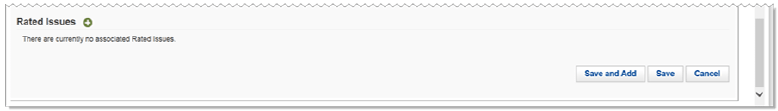 Rated Issues
There are currently no associated Rated Issues.
Save and Add Save Cancel